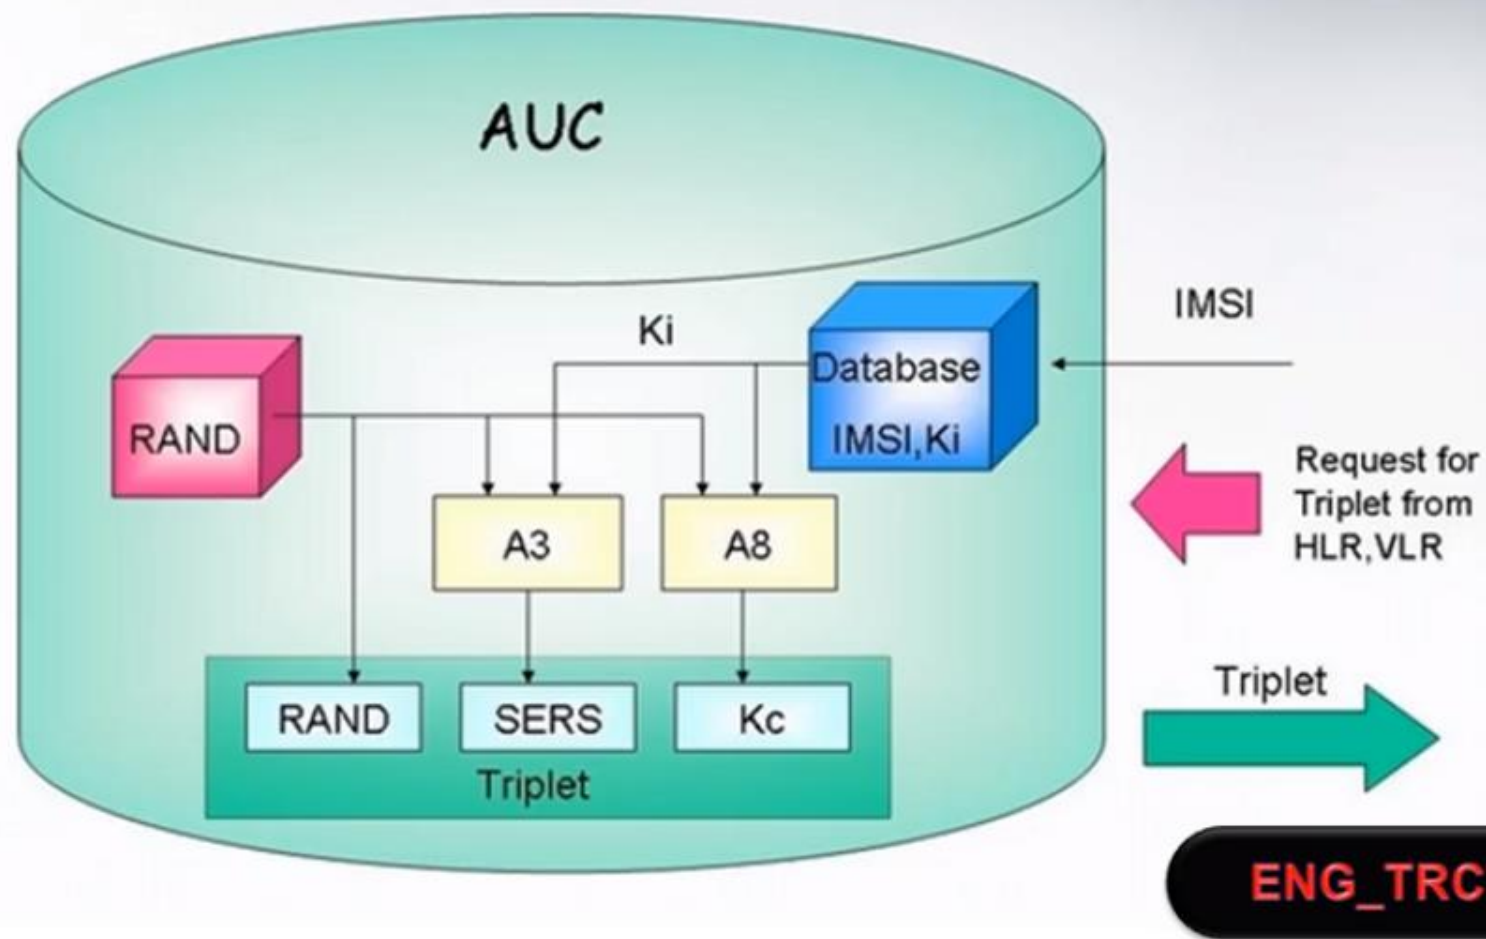 AUC
IMSI
Ki
Database
IMSI,Ki
RAND
Request for
Triplet from
HLR,VLR
A3
A8
Triplet
RAND
SERS
Kc
Triplet
ENG_TRC